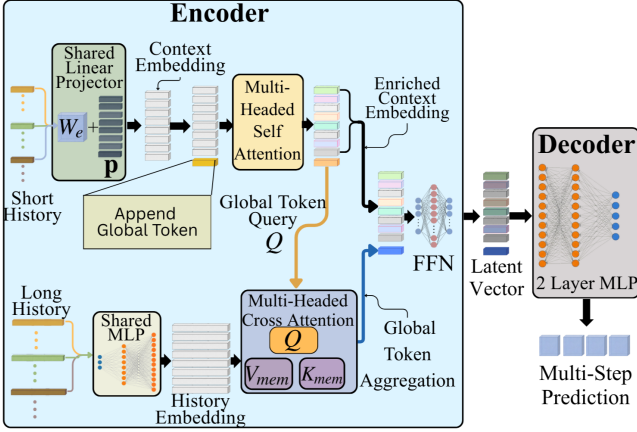 Encoder
Shared
Linear
Projector
W_e
+
p
Context
Embedding
Multi-
Headed
Self
Attention
Enriched
Context
Embedding
Short
History
Append
Global Token
Global Token
Query
Q
FFN
Latent
Vector
Decoder
2 Layer MLP
Long
History
Shared
MLP
History
Embedding
Multi-Headed
Cross Attention
Q
V_mem
K_mem
Global
Token
Aggregation
Multi-Step
Prediction